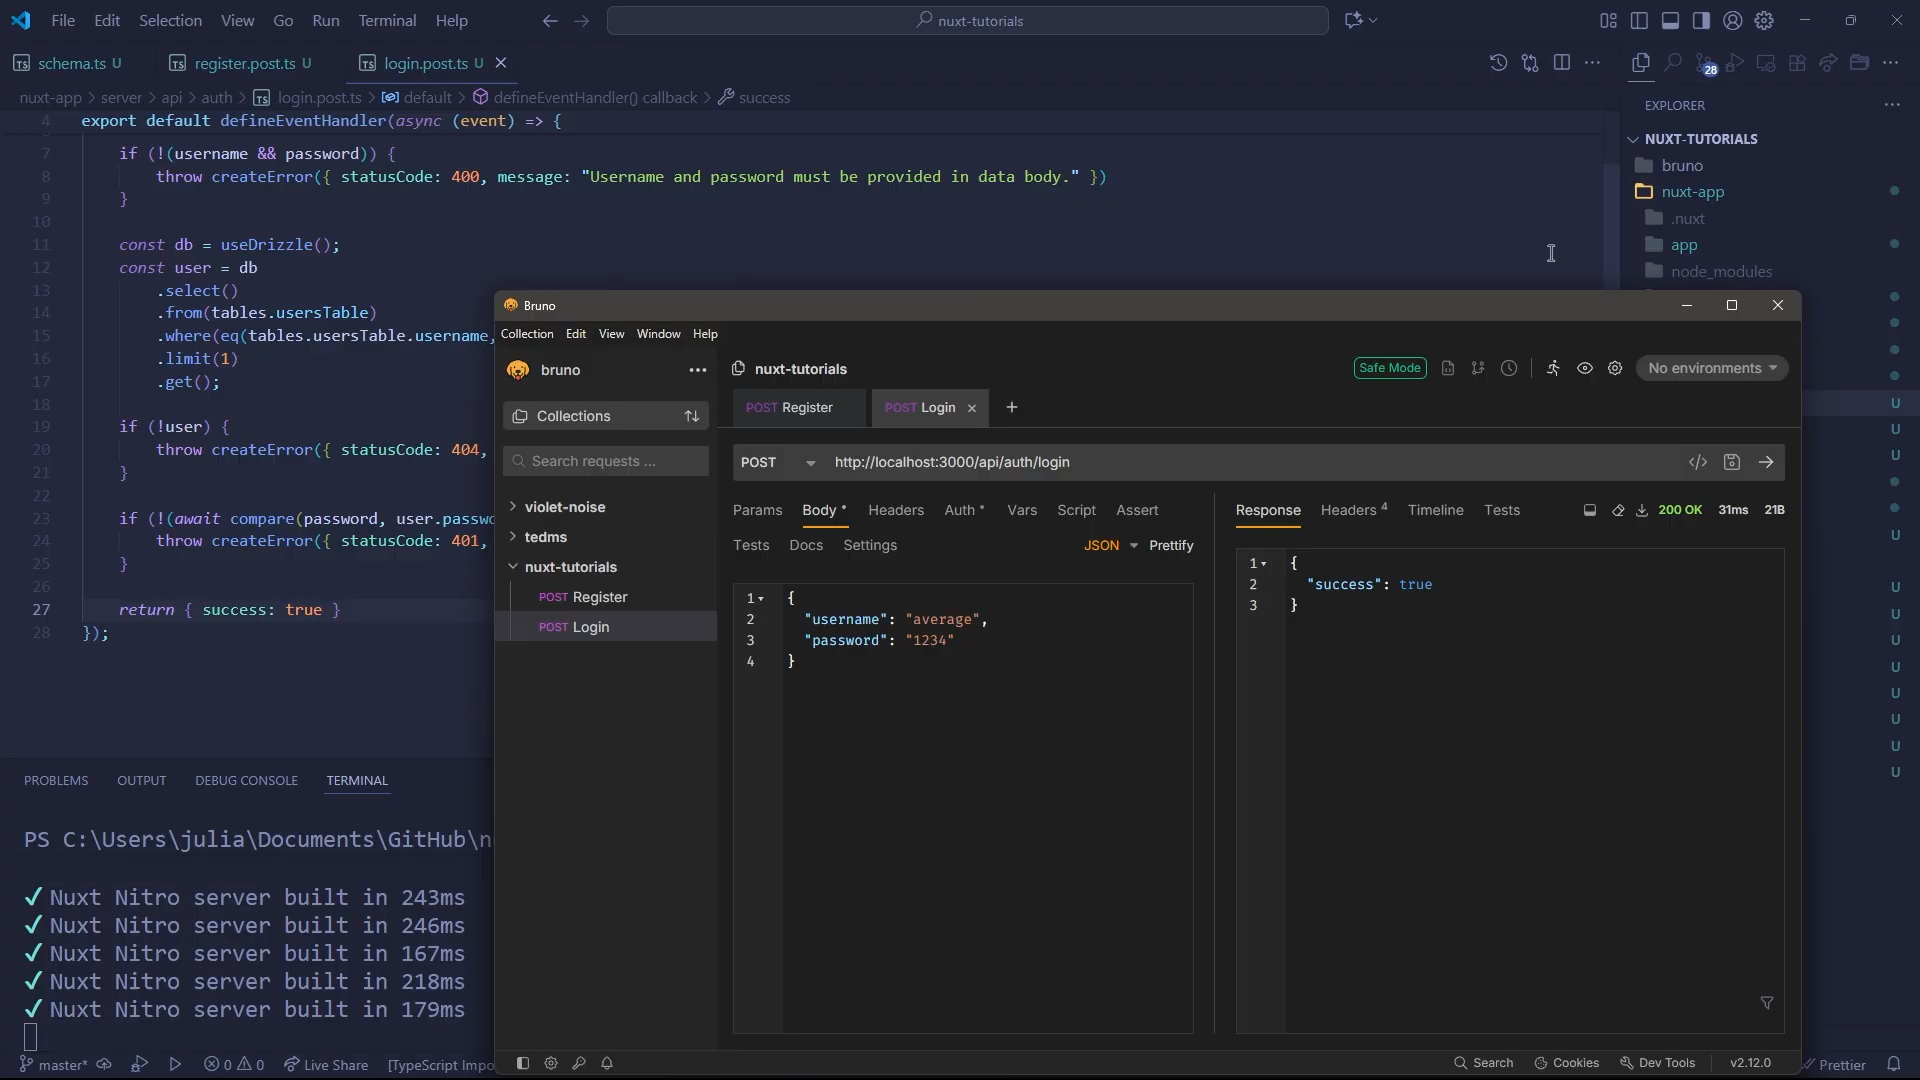 File Edit Selection View Go Run Terminal Help
nuxt-tutorials
schema.ts U
register.post.ts U
login.post.ts U
28
nuxt-app > server > api > auth > login.post.ts > default > defineEventHandler() callback > success
4 export default defineEventHandler(async (event) => {
7 if (!(username && password)) {
8 throw createError({ statusCode: 400, message: "Username and password must be provided in data body." })
9 }
10
11 const db = useDrizzle();
12 const user = db
13 .select()
14 .from(tables.usersTable)
15 .where(eq(tables.usersTable.username,
16 .limit(1)
17 .get();
18
19 if (!user) {
20 throw createError({ statusCode: 404,
21 }
22
23 if (!(await compare(password, user.passwo
24 throw createError({ statusCode: 401,
25 }
26
27 return { success: true }
28 });
EXPLORER
NUXT-TUTORIALS
bruno
nuxt-app
.nuxt
app
node_modules
U
U
U
U
U
U
U
U
U
U
U
U
PROBLEMS OUTPUT DEBUG CONSOLE TERMINAL
PS C:\Users\julia\Documents\GitHub\n
✓ Nuxt Nitro server built in 243ms
✓ Nuxt Nitro server built in 246ms
✓ Nuxt Nitro server built in 167ms
✓ Nuxt Nitro server built in 218ms
✓ Nuxt Nitro server built in 179ms
master* 0 0 Live Share [TypeScript Impo
Prettier
Bruno
Collection Edit View Window Help
bruno
Collections
Search requests ...
violet-noise
tedms
nuxt-tutorials
POST Register
POST Login
nuxt-tutorials
Safe Mode
No environments
POST Register
POST Login
POST http://localhost:3000/api/auth/login
Params Body Headers Auth Vars Script Assert
Tests Docs Settings
JSON Prettify
1 {
2 "username": "average",
3 "password": "1234"
4 }
Response Headers 4 Timeline Tests
200 OK 31ms 21B
1 {
2 "success": true
3 }
Search Cookies Dev Tools v2.12.0